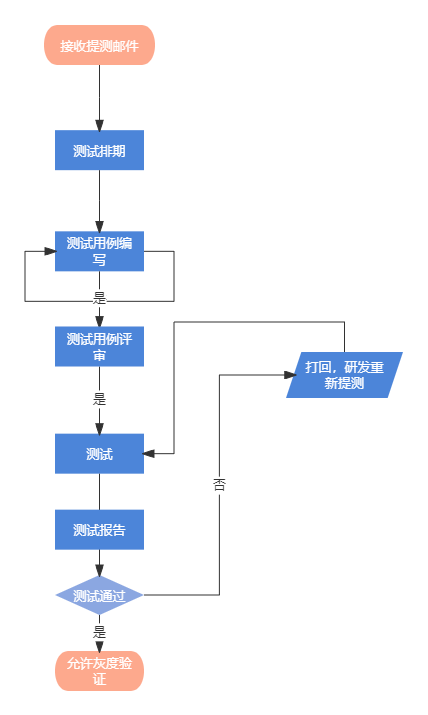 接收提测邮件
测试排期
测试用例编
写
是
测试用例评
审
打回，研发重
新提测
是
测试
否
测试报告
测试通过
是
允许灰度验
证